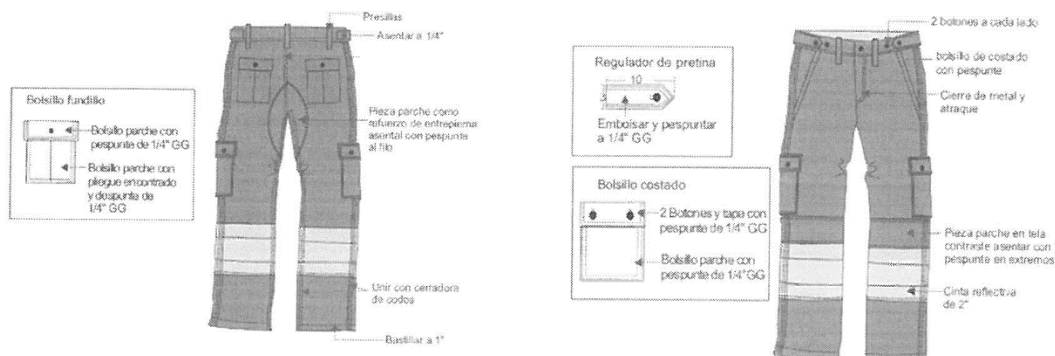 Presillas
Asentar a 1/4"
Bolsillo fundillo
Bolsillo parche con
pespunte de 1/4" GG
Bolsillo parche con
pliegue encontrado
y despunte de
1/4" GG
Pieza parche como
refuerzo de entrepierna
asental con pespunte
al filo
Unir con cerradora
de codos
Bastillar a 1"
2 botones a cada lado
Regulador de pretina
10
Embolsar y pespuntar
a 1/4" GG
bolsillo de costado
con pespunte
Cierre de metal y
atraque
Bolsillo costado
2 Botones y tapa con
pespunte de 1/4" GG
Bolsillo parche con
pespunte de 1/4"GG
Pieza parche en tela
contraste asentar con
pespunte en extremos
Cinta reflectiva
de 2"